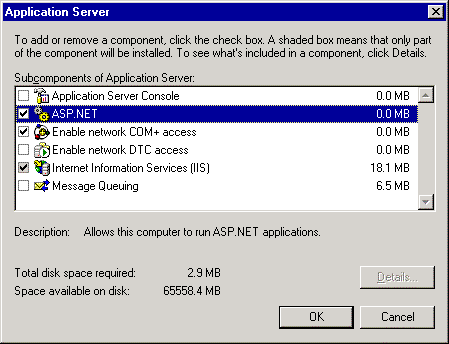 Application Server
To add or remove a component, click the check box. A shaded box means that only part
of the component will be installed. To see what's included in a component, click Details.
Subcomponents of Application Server:
Application Server Console 0.0 MB
ASP.NET 0.0 MB
Enable network COM+ access 0.0 MB
Enable network DTC access 0.0 MB
Internet Information Services (IIS) 18.1 MB
Message Queuing 6.5 MB
Description: Allows this computer to run ASP.NET applications.
Total disk space required: 2.9 MB
Space available on disk: 65558.4 MB
Details...
OK Cancel